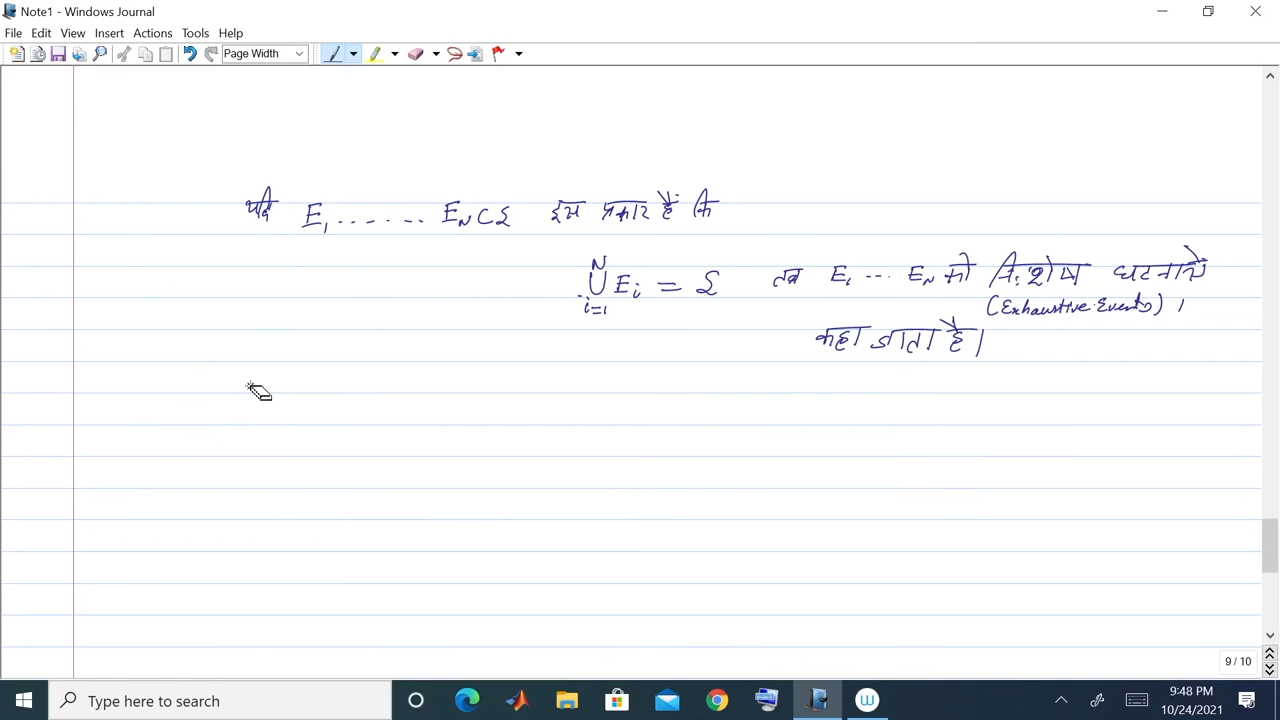 Note1 - Windows Journal
File Edit View Insert Actions Tools Help
Page Width
यदि E1 ....... EN ⊂ S इस प्रकार हैं कि
N
∪ Ei = S तब E1 ... EN को नि:शेष घटनायें
i=1
(Exhaustive Events)
कहा जाता है।
9 / 10
Type here to search
9:48 PM
10/24/2021